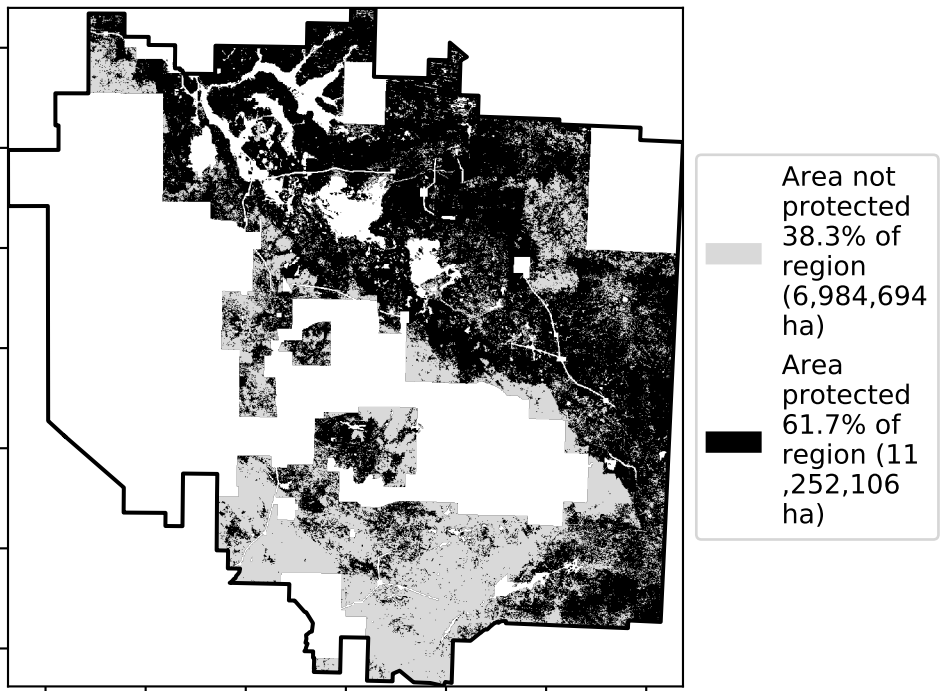 Area not
protected
38.3% of
region
(6,984,694
ha)
Area
protected
61.7% of
region (11
,252,106
ha)